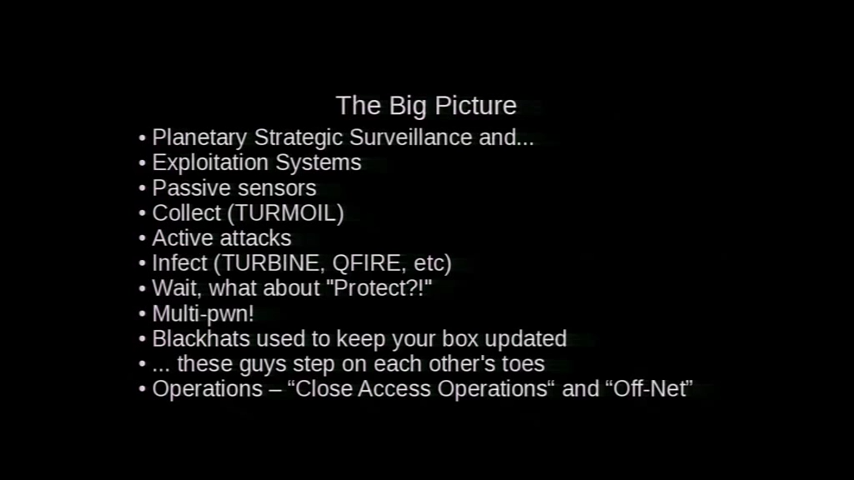 The Big Picture
• Planetary Strategic Surveillance and...
• Exploitation Systems
• Passive sensors
• Collect (TURMOIL)
• Active attacks
• Infect (TURBINE, QFIRE, etc)
• Wait, what about "Protect?!"
• Multi-pwn!
• Blackhats used to keep your box updated
• ... these guys step on each other's toes
• Operations – “Close Access Operations“ and “Off-Net”